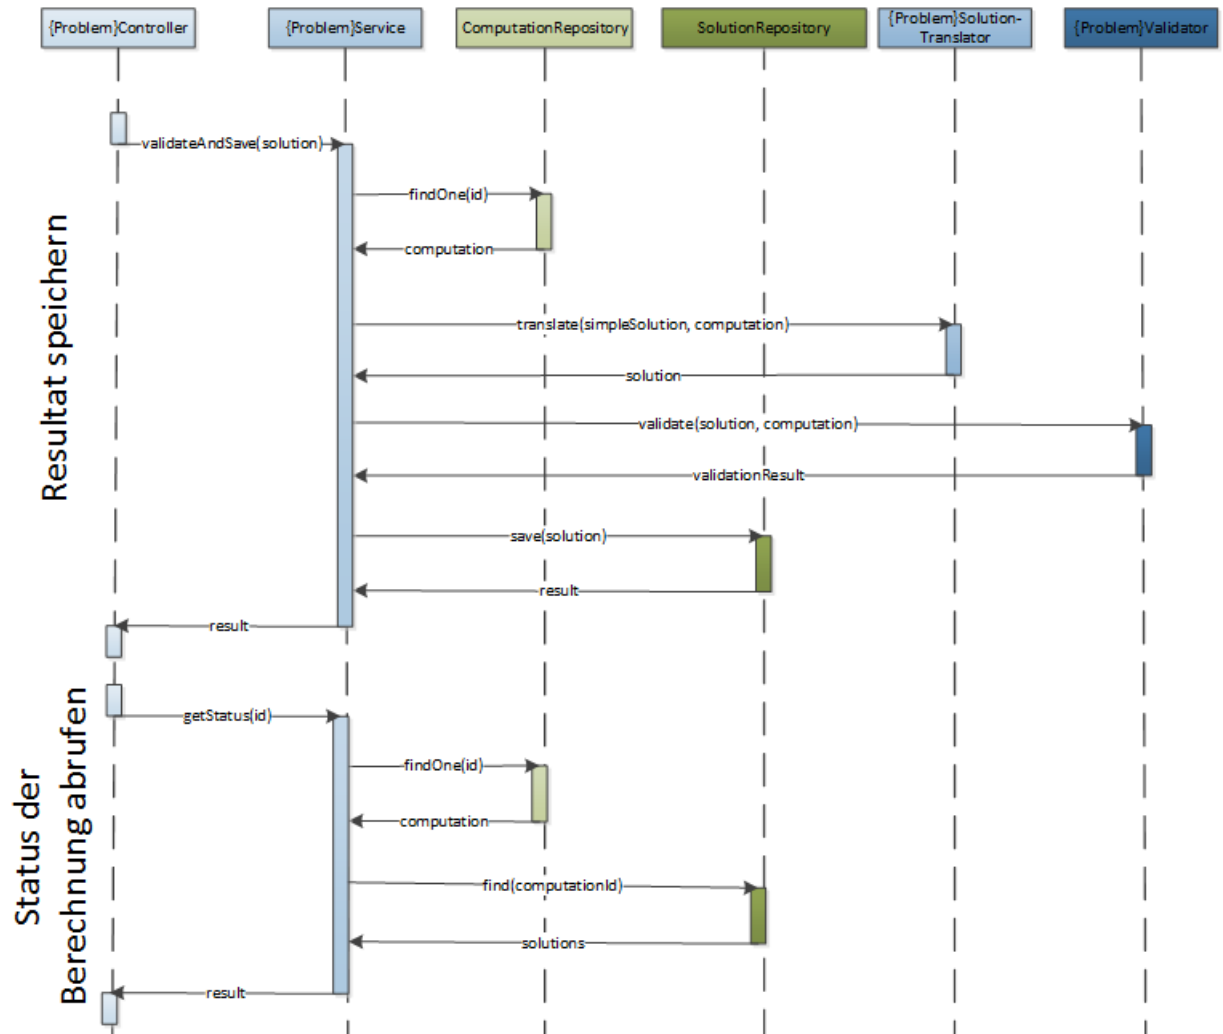 {Problem}Controller
{Problem}Service
ComputationRepository
SolutionRepository
{Problem}Solution-
Translator
{Problem}Validator
Resultat speichern
validateAndSave(solution)
findOne(id)
computation
translate(simpleSolution, computation)
solution
validate(solution, computation)
validationResult
save(solution)
result
result
Status der
Berechnung abrufen
getStatus(id)
findOne(id)
computation
find(computationId)
solutions
result